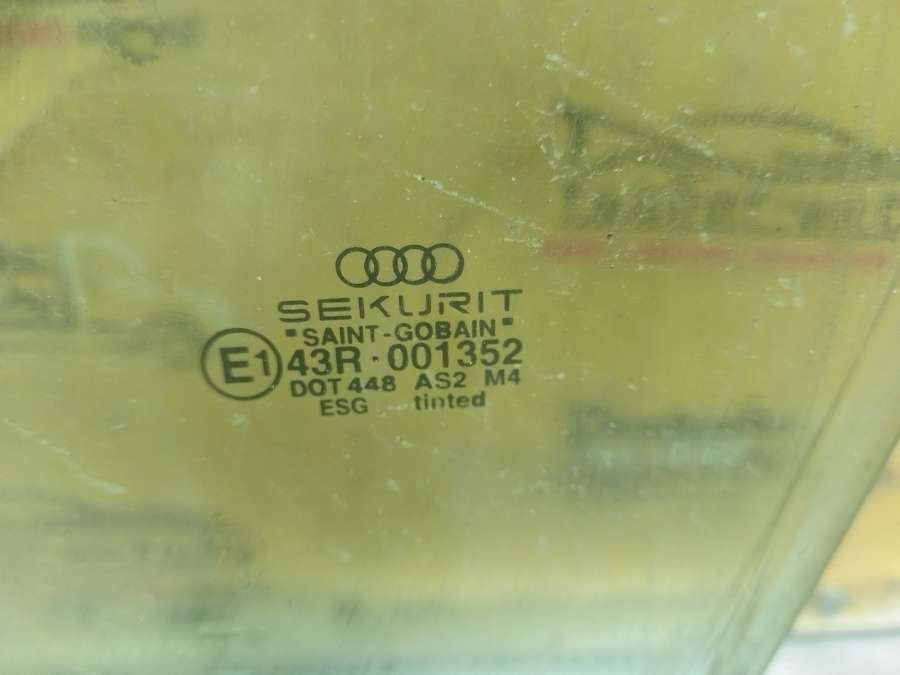 SEKURIT
"SAINT-GOBAIN"
E1 43R·001352
DOT 448 AS2 M4
ESG tinted